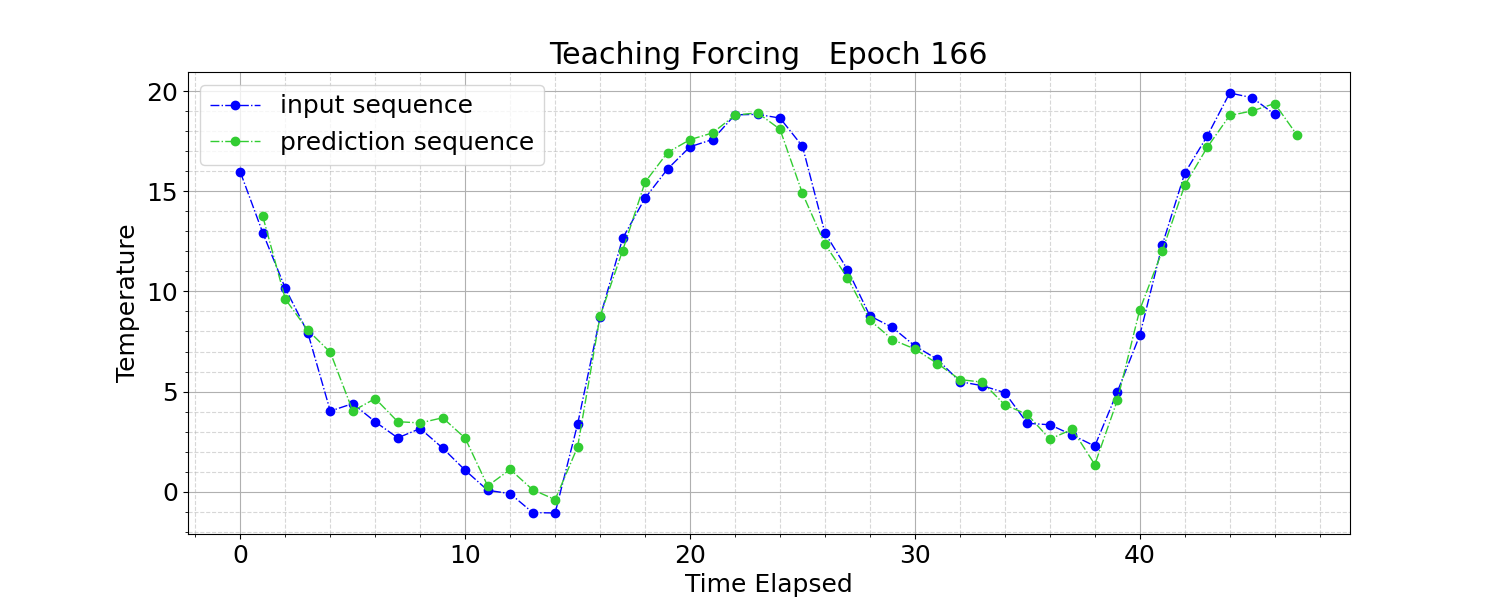 Teaching Forcing   Epoch 166
input sequence
prediction sequence
Temperature
20
15
10
5
0
0 10 20 30 40
Time Elapsed